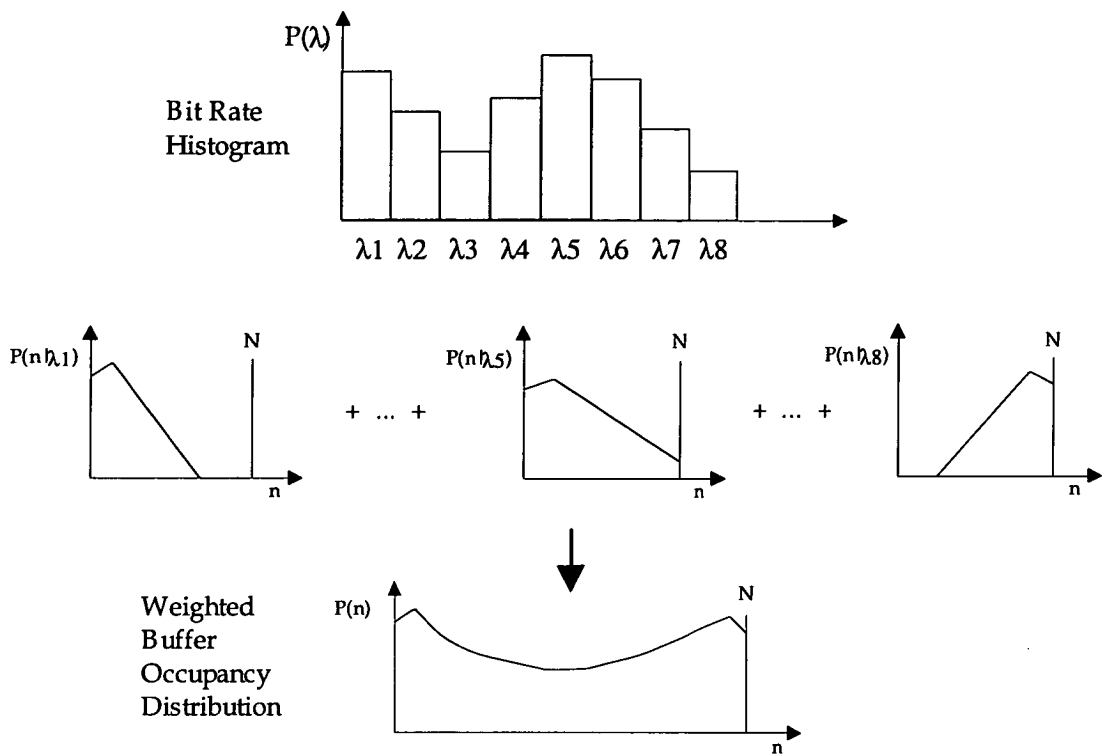 P(λ)
Bit Rate
Histogram
λ1 λ2 λ3 λ4 λ5 λ6 λ7 λ8
P(n|λ1)
N
n
+ ... +
P(n|λ5)
N
n
+ ... +
P(n|λ8)
N
n
Weighted
Buffer
Occupancy
Distribution
P(n)
N
n